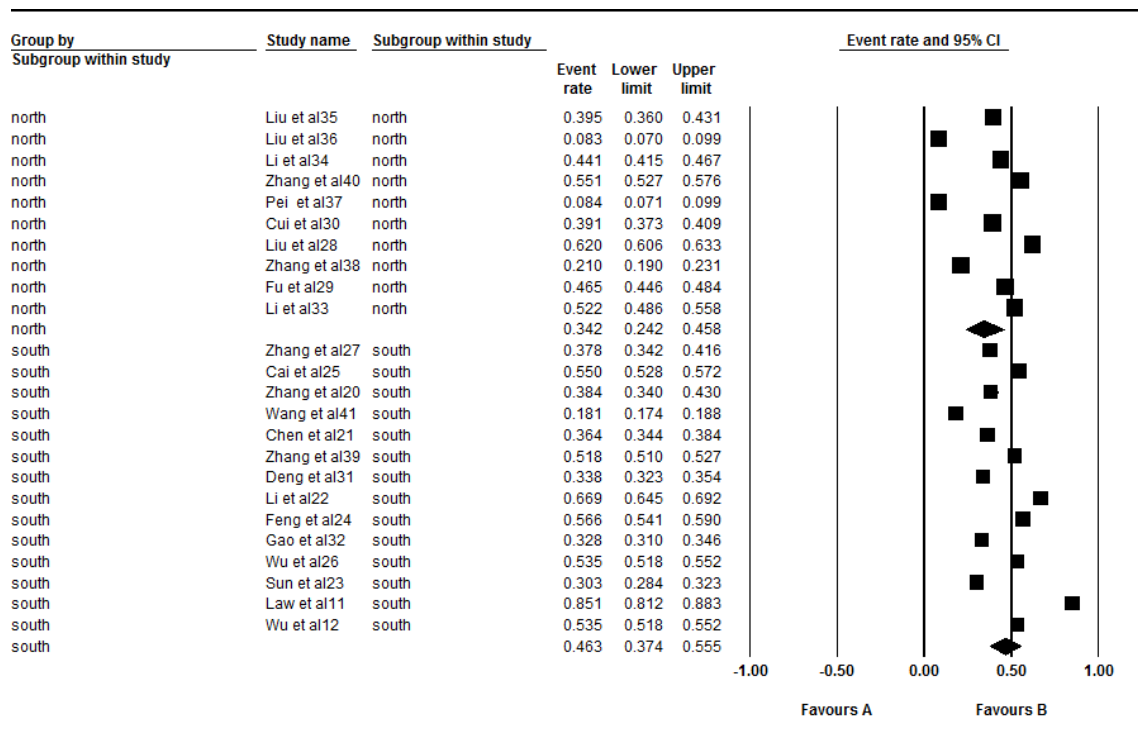 Group by Study name Subgroup within study Event rate and 95% CI
Subgroup within study
Event Lower Upper
rate limit limit
north Liu et al35 north 0.395 0.360 0.431
north Liu et al36 north 0.083 0.070 0.099
north Li et al34 north 0.441 0.415 0.467
north Zhang et al40 north 0.551 0.527 0.576
north Pei et al37 north 0.084 0.071 0.099
north Cui et al30 north 0.391 0.373 0.409
north Liu et al28 north 0.620 0.606 0.633
north Zhang et al38 north 0.210 0.190 0.231
north Fu et al29 north 0.465 0.446 0.484
north Li et al33 north 0.522 0.486 0.558
north 0.342 0.242 0.458
south Zhang et al27 south 0.378 0.342 0.416
south Cai et al25 south 0.550 0.528 0.572
south Zhang et al20 south 0.384 0.340 0.430
south Wang et al41 south 0.181 0.174 0.188
south Chen et al21 south 0.364 0.344 0.384
south Zhang et al39 south 0.518 0.510 0.527
south Deng et al31 south 0.338 0.323 0.354
south Li et al22 south 0.669 0.645 0.692
south Feng et al24 south 0.566 0.541 0.590
south Gao et al32 south 0.328 0.310 0.346
south Wu et al26 south 0.535 0.518 0.552
south Sun et al23 south 0.303 0.284 0.323
south Law et al11 south 0.851 0.812 0.883
south Wu et al12 south 0.535 0.518 0.552
south 0.463 0.374 0.555
-1.00 -0.50 0.00 0.50 1.00
Favours A Favours B